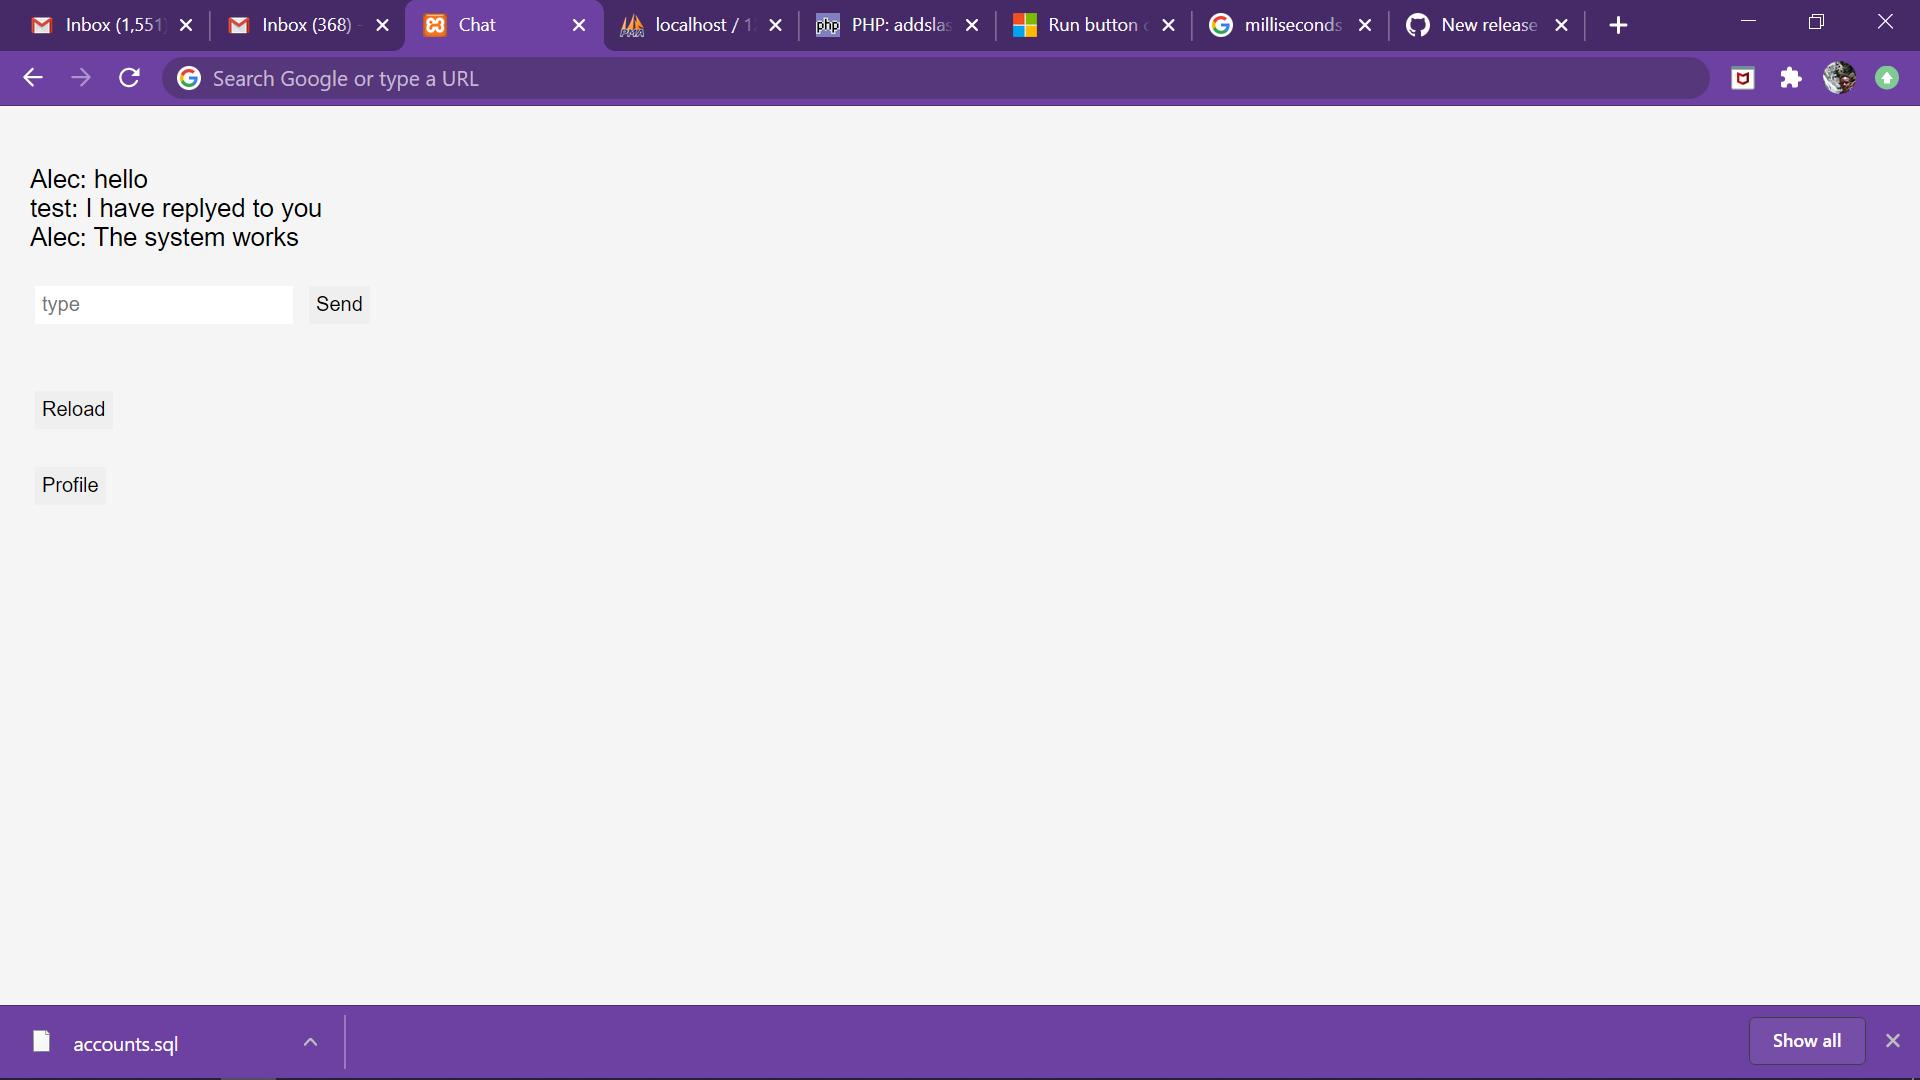 Inbox (1,551)
Inbox (368) -
Chat
localhost / 12
PHP: addslas
Run button
milliseconds
New release
Search Google or type a URL
Alec: hello
test: I have replyed to you
Alec: The system works
type
Send
Reload
Profile
accounts.sql
Show all